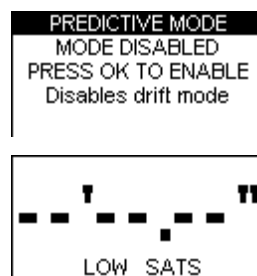 PREDICTIVE MODE
MODE DISABLED
PRESS OK TO ENABLE
Disables drift mode
--'--.--"
LOW SATS